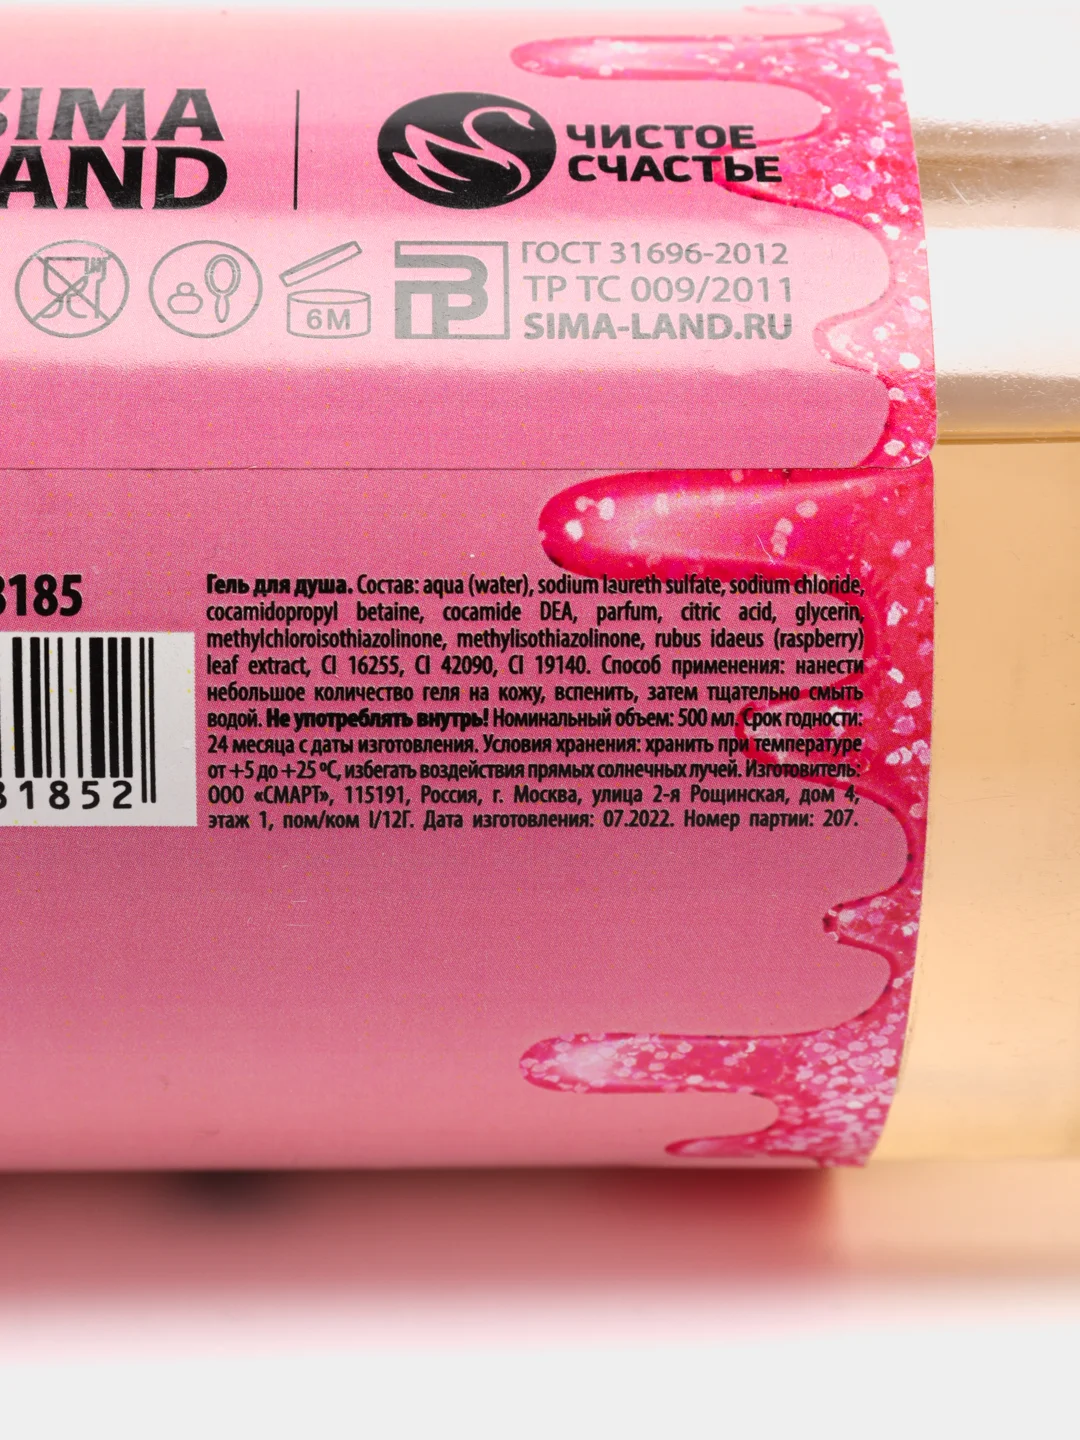 SIMA
LAND
ЧИСТОЕ
СЧАСТЬЕ
6М
ГОСТ 31696-2012
ТР ТС 009/2011
SIMA-LAND.RU
3185
31852
Гель для душа. Состав: aqua (water), sodium laureth sulfate, sodium chloride,
cocamidopropyl betaine, cocamide DEA, parfum, citric acid, glycerin,
methylchloroisothiazolinone, methylisothiazolinone, rubus idaeus (raspberry)
leaf extract, CI 16255, CI 42090, CI 19140. Способ применения: нанести
небольшое количество геля на кожу, вспенить, затем тщательно смыть
водой. Не употреблять внутрь! Номинальный объем: 500 мл. Срок годности:
24 месяца с даты изготовления. Условия хранения: хранить при температуре
от +5 до +25 °C, избегать воздействия прямых солнечных лучей. Изготовитель:
ООО «СМАРТ», 115191, Россия, г. Москва, улица 2-я Рощинская, дом 4,
этаж 1, пом/ком I/12Г. Дата изготовления: 07.2022. Номер партии: 207.